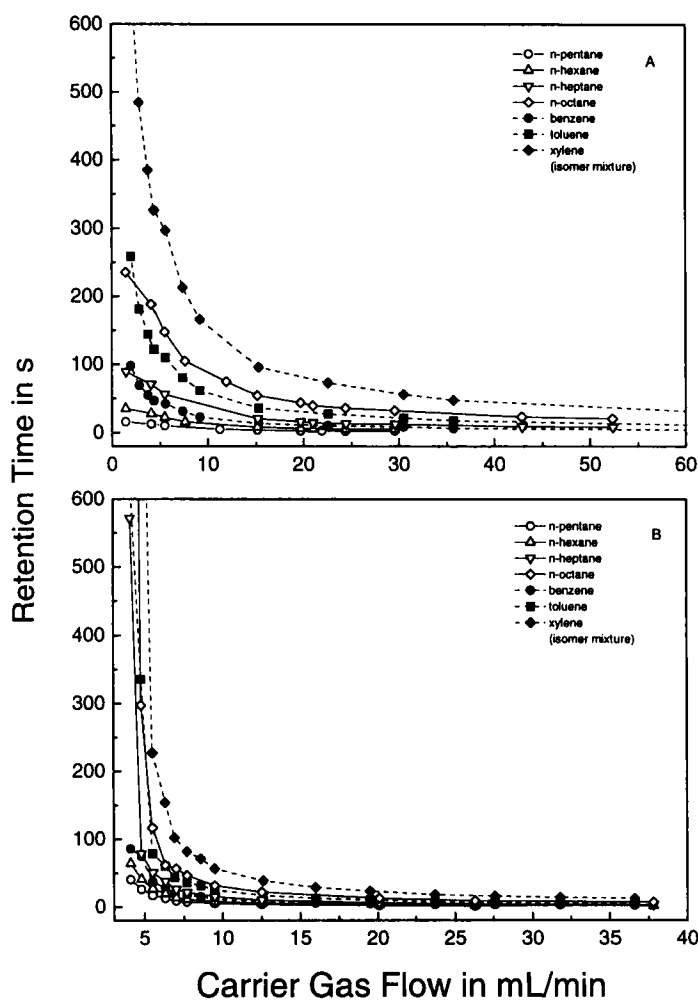 Retention Time in s
600
500
400
300
200
100
0
n-pentane
n-hexane
n-heptane
n-octane
benzene
toluene
xylene
(isomer mixture)
A
0 10 20 30 40 50 60
600
500
400
300
200
100
0
n-pentane
n-hexane
n-heptane
n-octane
benzene
toluene
xylene
(isomer mixture)
B
5 10 15 20 25 30 35 40
Carrier Gas Flow in mL/min